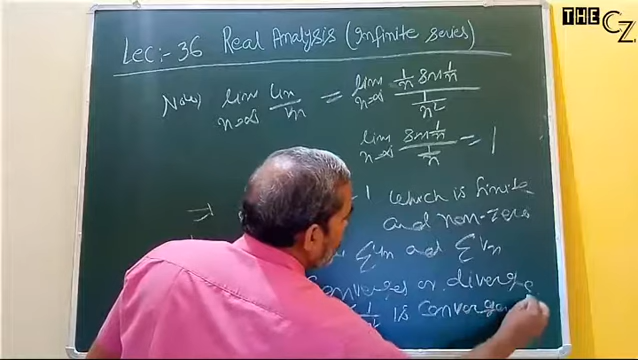 THE CZ.
Lec:- 36 Real Analysis (Infinite series)
Now lim n→∞ un/vn = lim n→∞ (1/n sin 1/n)/(1/n²)
lim n→∞ (sin 1/n)/(1/n) = 1
⇒ 1 which is finite
and non-zero
Σun and Σvn
converges or diverge
1/n² is converge